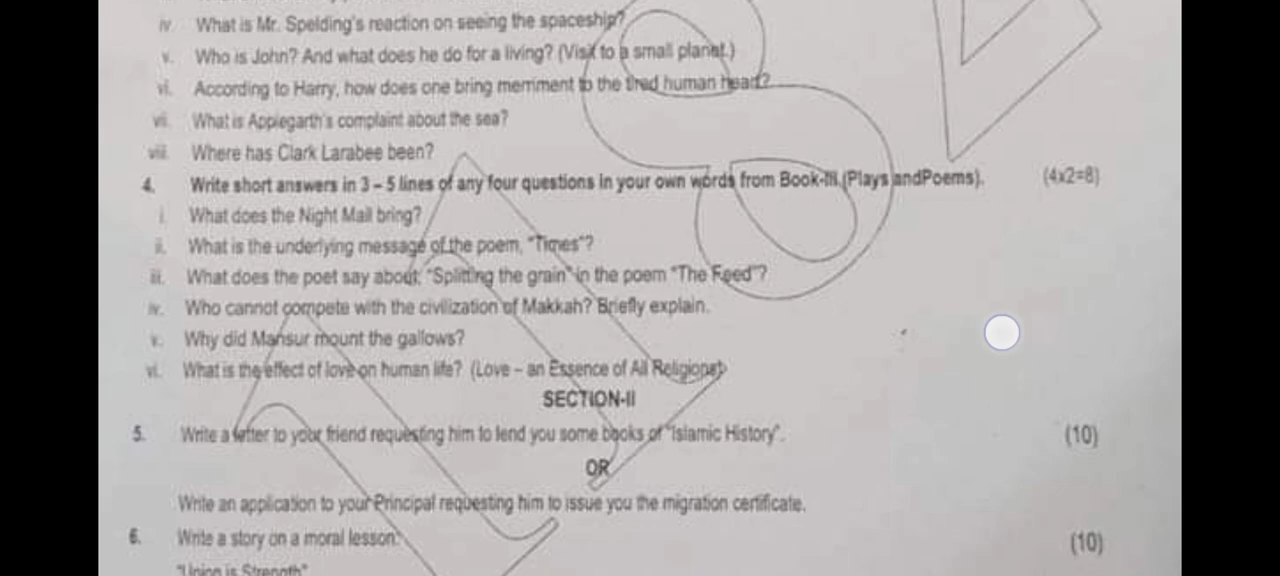 iv. What is Mr. Spelding's reaction on seeing the spaceship?
v. Who is John? And what does he do for a living? (Visit to a small planet.)
vi. According to Harry, how does one bring merriment to the tired human head?
vii. What is Applegarth's complaint about the sea?
viii. Where has Clark Larabee been?
4. Write short answers in 3 – 5 lines of any four questions in your own words from Book-III (Plays andPoems). (4x2=8)
i. What does the Night Mail bring?
ii. What is the underlying message of the poem, "Times"?
iii. What does the poet say about, "Splitting the grain" in the poem "The Feed"?
iv. Who cannot compete with the civilization of Makkah? Briefly explain.
v. Why did Mansur mount the gallows?
vi. What is the effect of love on human life? (Love – an Essence of All Religions)
SECTION-II
5. Write a letter to your friend requesting him to lend you some books of "Islamic History". (10)
OR
Write an application to your Principal requesting him to issue you the migration certificate.
6. Write a story on a moral lesson: (10)
"Union is Strength"